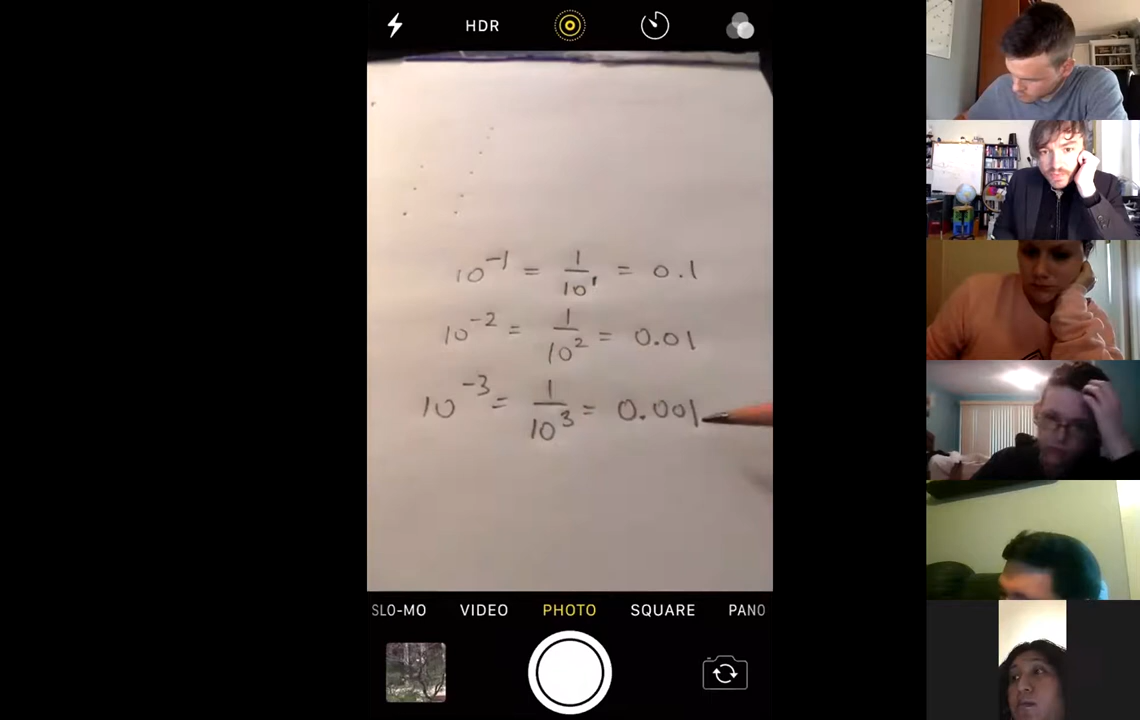 HDR
10⁻¹ = 1/10¹ = 0.1
10⁻² = 1/10² = 0.01
10⁻³ = 1/10³ = 0.001
SLO-MO VIDEO PHOTO SQUARE PANO